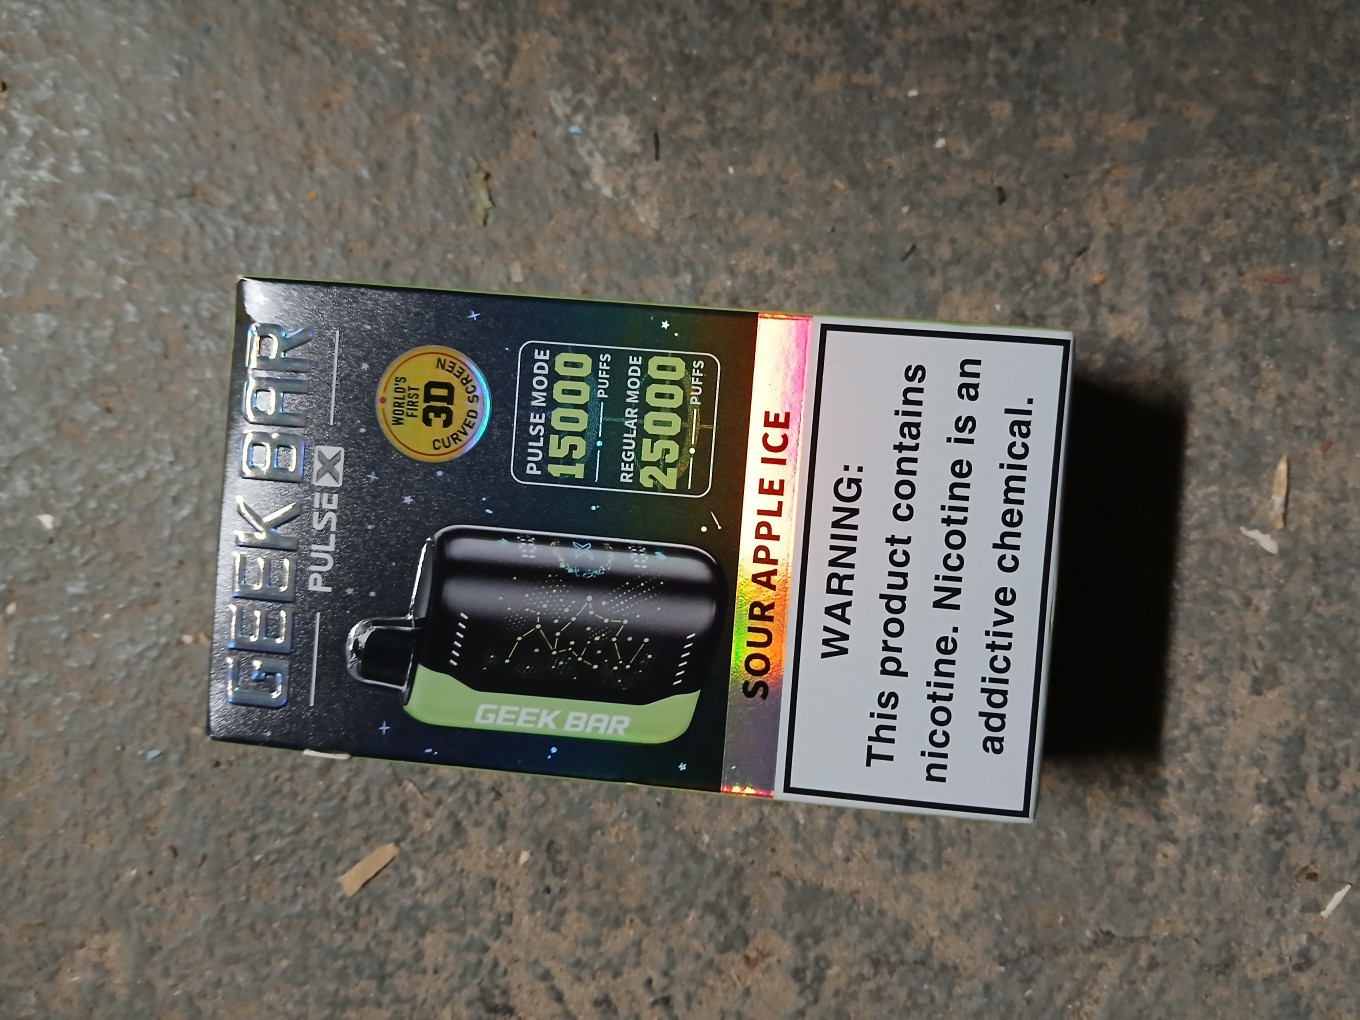 GEEK BAR
PULSE X
WORLD'S
FIRST
3D
CURVED SCREEN
PULSE MODE
15000
PUFFS
REGULAR MODE
25000
PUFFS
GEEK BAR
SOUR APPLE ICE
WARNING:
This product contains
nicotine. Nicotine is an
addictive chemical.